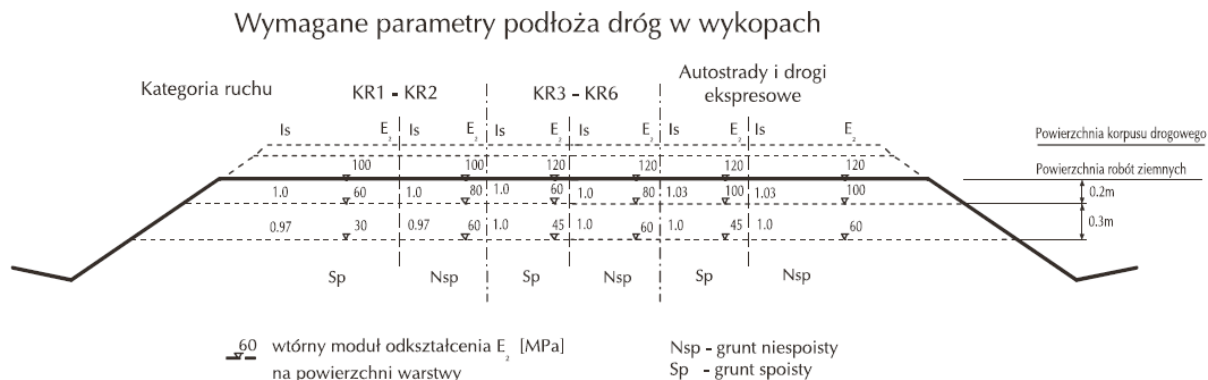 Wymagane parametry podłoża dróg w wykopach
Kategoria ruchu KR1 - KR2 KR3 - KR6 Autostrady i drogi
ekspresowe
Is E₂ Is E₂ Is E₂ Is E₂ Is E₂ Is E₂
Powierzchnia korpusu drogowego
100 100 120 120 120 120
Powierzchnia robót ziemnych
1.0 60 1.0 80 1.0 60 1.0 80 1.03 100 1.03 100 0.2m
0.97 30 0.97 60 1.0 45 1.0 60 1.0 45 1.0 60 0.3m
Sp Nsp Sp Nsp Sp Nsp
60 wtórny moduł odkształcenia E₂ [MPa]
na powierzchni warstwy
Nsp - grunt niespoisty
Sp - grunt spoisty